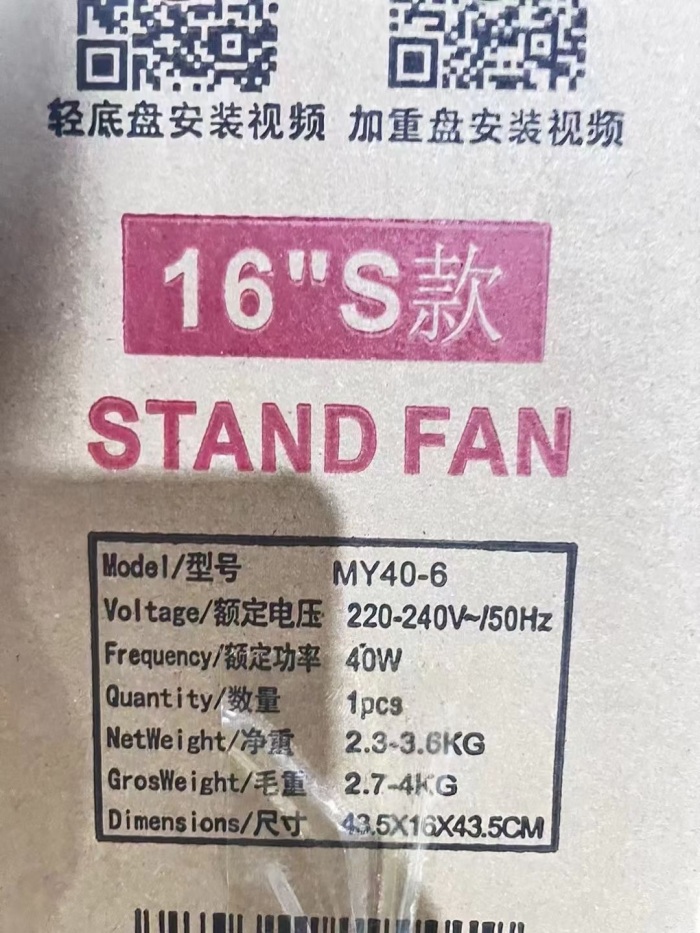 轻底盘安装视频 加重盘安装视频
16"S款
STAND FAN
Model/型号 MY40-6
Voltage/额定电压 220-240V~/50Hz
Frequency/额定功率 40W
Quantity/数量 1pcs
NetWeight/净重 2.3-3.6KG
GrosWeight/毛重 2.7-4KG
Dimensions/尺寸 43.5X16X43.5CM